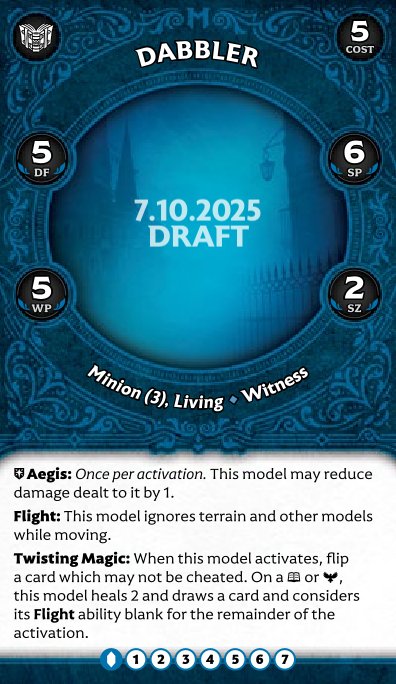 DABBLER
5
COST
5
DF
6
SP
7.10.2025
DRAFT
5
WP
2
SZ
Minion (3), Living • Witness
Aegis: Once per activation. This model may reduce
damage dealt to it by 1.
Flight: This model ignores terrain and other models
while moving.
Twisting Magic: When this model activates, flip
a card which may not be cheated. On a or ,
this model heals 2 and draws a card and considers
its Flight ability blank for the remainder of the
activation.
1 2 3 4 5 6 7